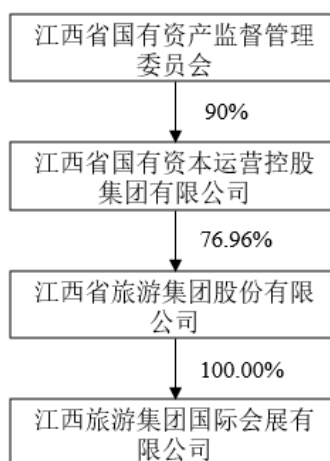 江西省国有资产监督管理
委员会
90%
江西省国有资本运营控股
集团有限公司
76.96%
江西省旅游集团股份有限
公司
100.00%
江西旅游集团国际会展有
限公司